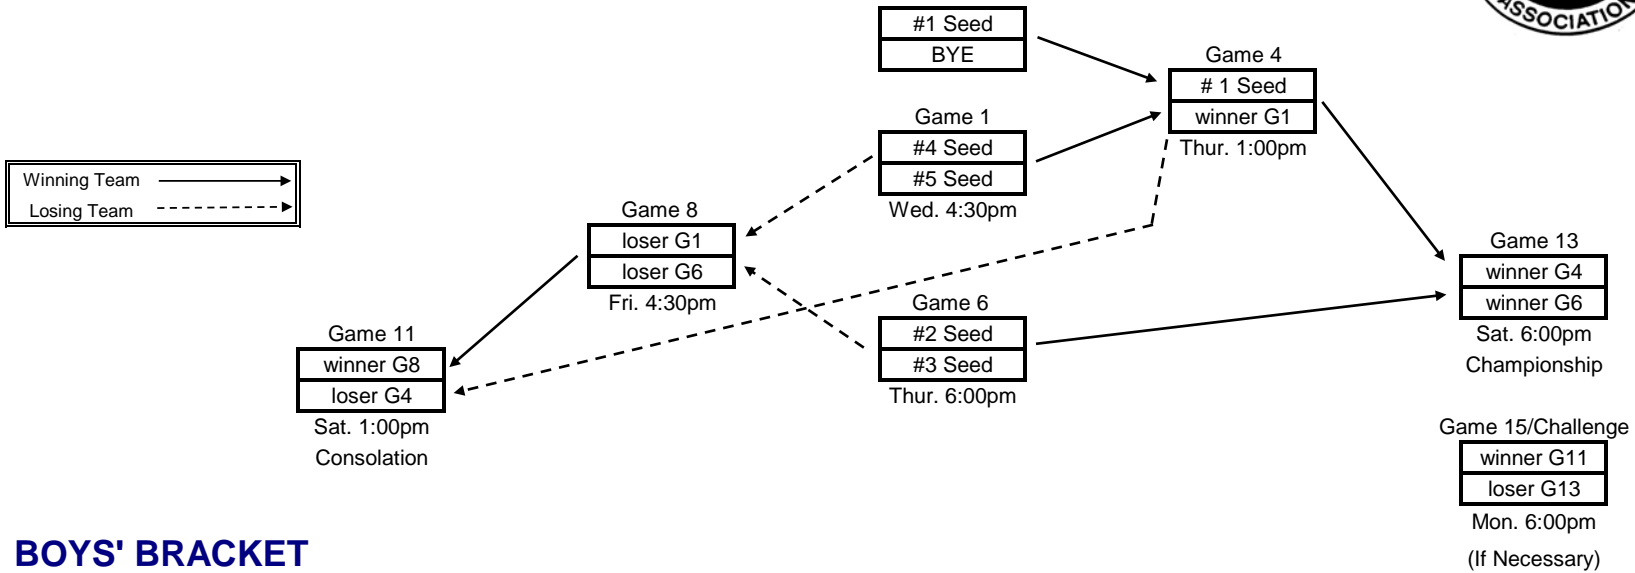 ASSOCIATION
#1 Seed
BYE
Game 4
# 1 Seed
winner G1
Thur. 1:00pm
Game 1
#4 Seed
#5 Seed
Wed. 4:30pm
Winning Team
Losing Team
Game 8
loser G1
loser G6
Fri. 4:30pm
Game 13
winner G4
winner G6
Sat. 6:00pm
Championship
Game 6
#2 Seed
#3 Seed
Thur. 6:00pm
Game 11
winner G8
loser G4
Sat. 1:00pm
Consolation
Game 15/Challenge
winner G11
loser G13
Mon. 6:00pm
(If Necessary)
BOYS' BRACKET